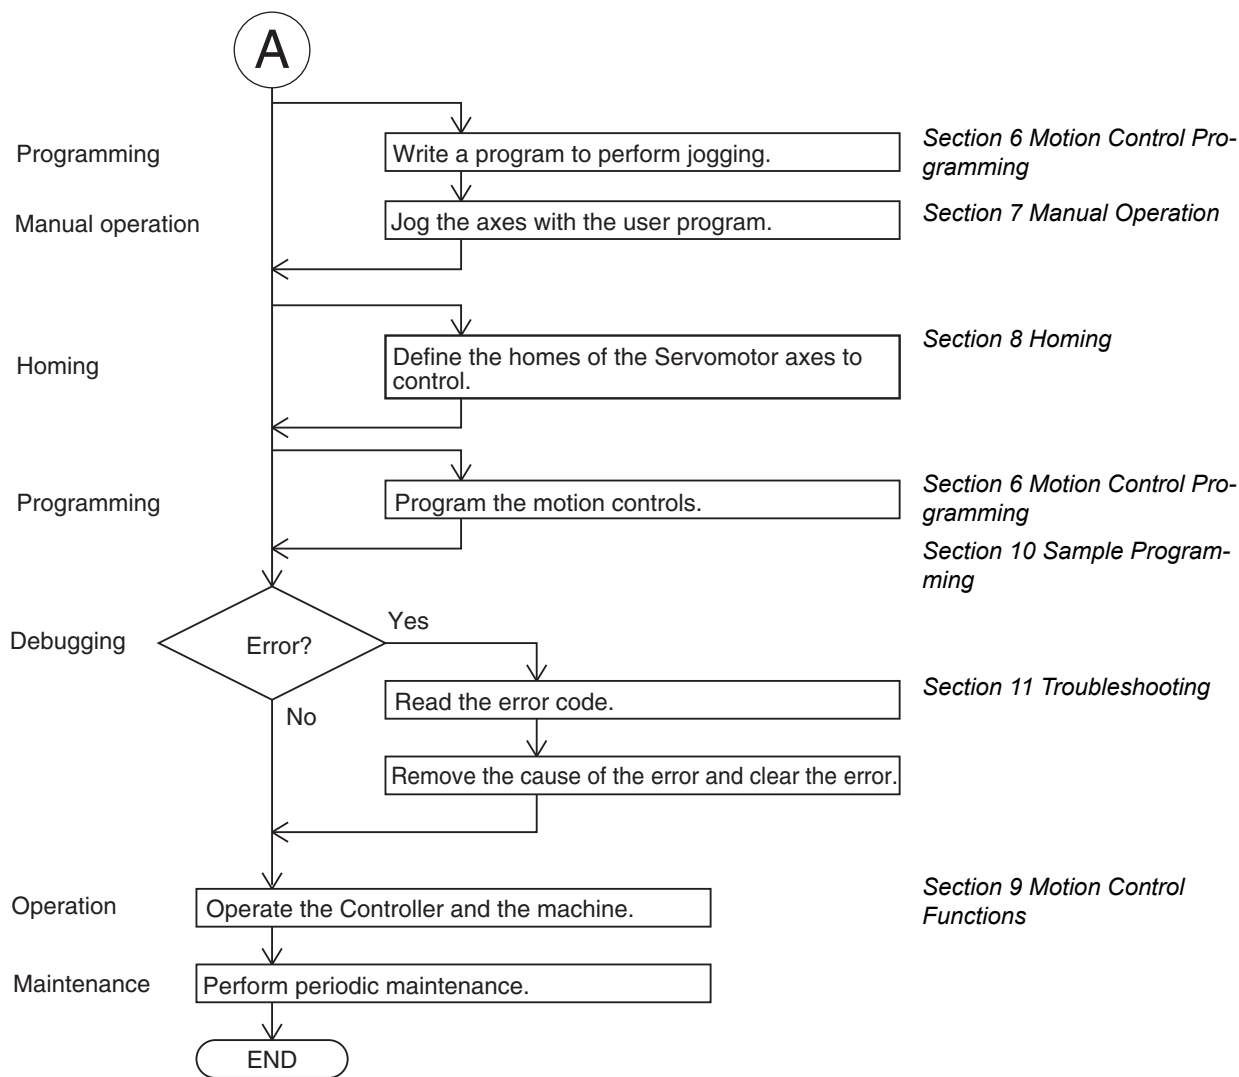 A
Programming
Write a program to perform jogging.
Section 6 Motion Control Pro-
gramming
Manual operation
Jog the axes with the user program.
Section 7 Manual Operation
Homing
Define the homes of the Servomotor axes to
control.
Section 8 Homing
Programming
Program the motion controls.
Section 6 Motion Control Pro-
gramming
Section 10 Sample Program-
ming
Debugging
Error?
Yes
No
Read the error code.
Section 11 Troubleshooting
Remove the cause of the error and clear the error.
Operation
Operate the Controller and the machine.
Section 9 Motion Control
Functions
Maintenance
Perform periodic maintenance.
END